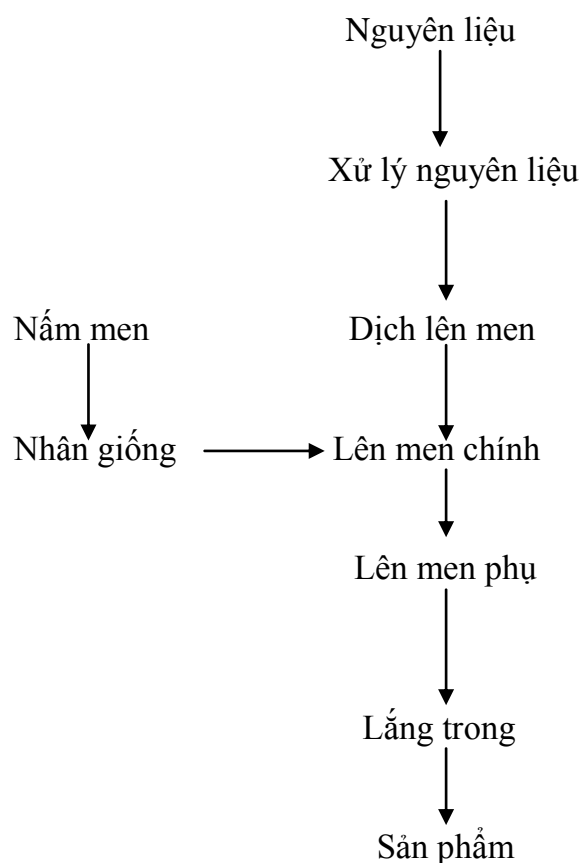 Nguyên liệu
Xử lý nguyên liệu
Nấm men
Dịch lên men
Nhân giống
Lên men chính
Lên men phụ
Lắng trong
Sản phẩm